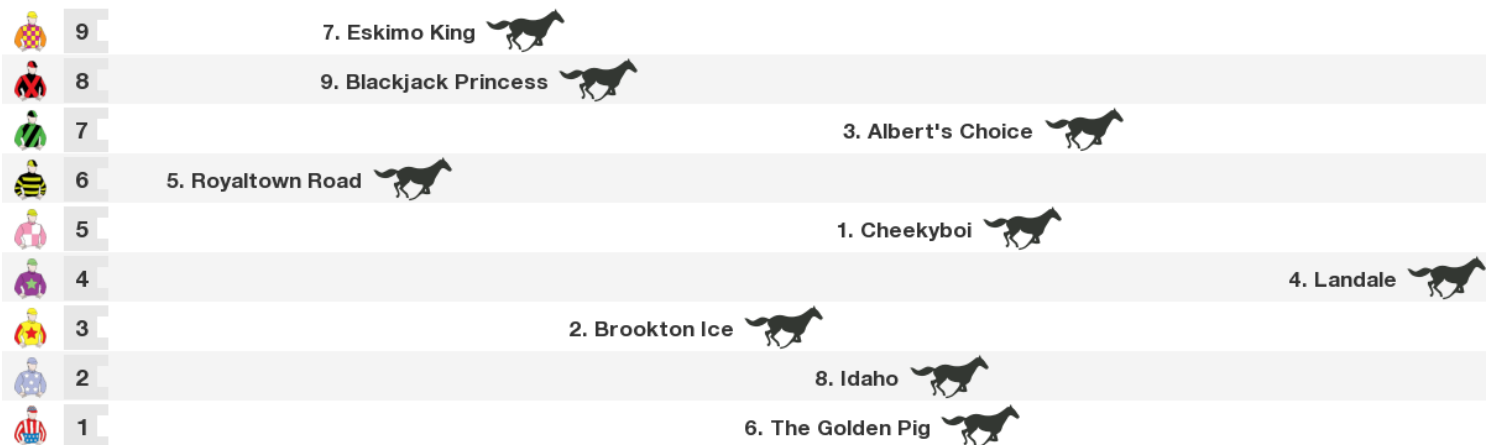 9 7. Eskimo King
8 9. Blackjack Princess
7 3. Albert's Choice
6 5. Royaltown Road
5 1. Cheekyboi
4 4. Landale
3 2. Brookton Ice
2 8. Idaho
1 6. The Golden Pig